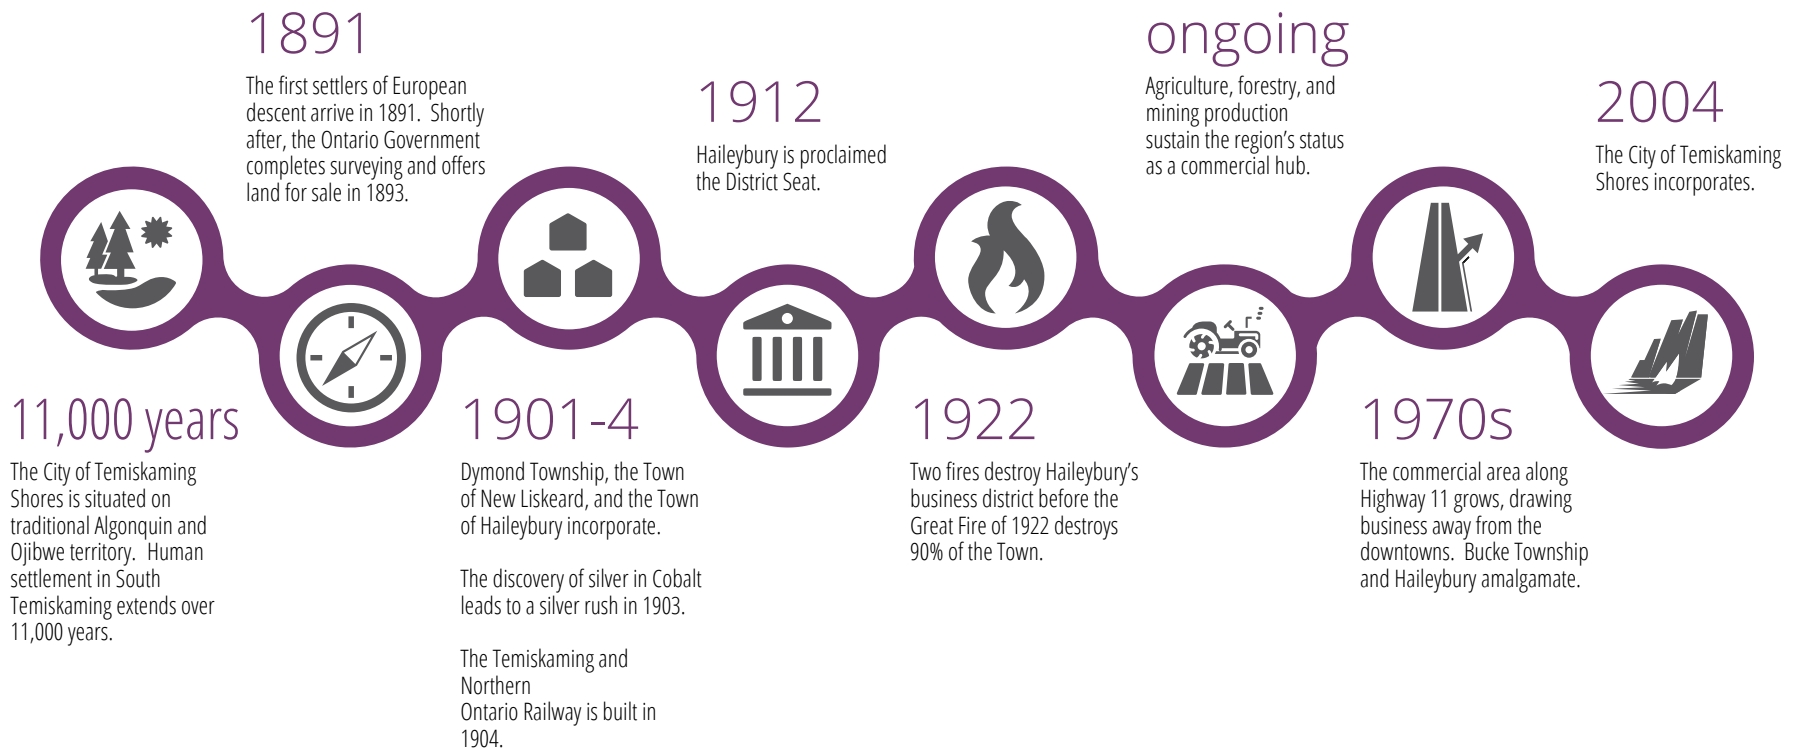 11,000 years
The City of Temiskaming
Shores is situated on
traditional Algonquin and
Ojibwe territory.  Human
settlement in South
Temiskaming extends over
11,000 years.
1891
The first settlers of European
descent arrive in 1891.  Shortly
after, the Ontario Government
completes surveying and offers
land for sale in 1893.
1901-4
Dymond Township, the Town
of New Liskeard, and the Town
of Haileybury incorporate.
The discovery of silver in Cobalt
leads to a silver rush in 1903.
The Temiskaming and
Northern
Ontario Railway is built in
1904.
1912
Haileybury is proclaimed
the District Seat.
1922
Two fires destroy Haileybury’s
business district before the
Great Fire of 1922 destroys
90% of the Town.
ongoing
Agriculture, forestry, and
mining production
sustain the region’s status
as a commercial hub.
1970s
The commercial area along
Highway 11 grows, drawing
business away from the
downtowns.  Bucke Township
and Haileybury amalgamate.
2004
The City of Temiskaming
Shores incorporates.